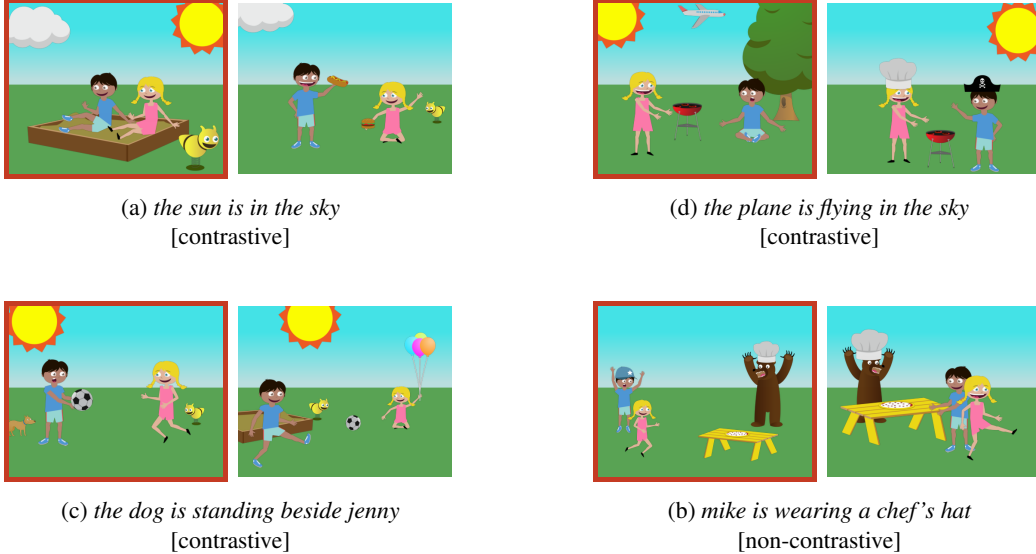 (a) the sun is in the sky
[contrastive]
(d) the plane is flying in the sky
[contrastive]
(c) the dog is standing beside jenny
[contrastive]
(b) mike is wearing a chef's hat
[non-contrastive]